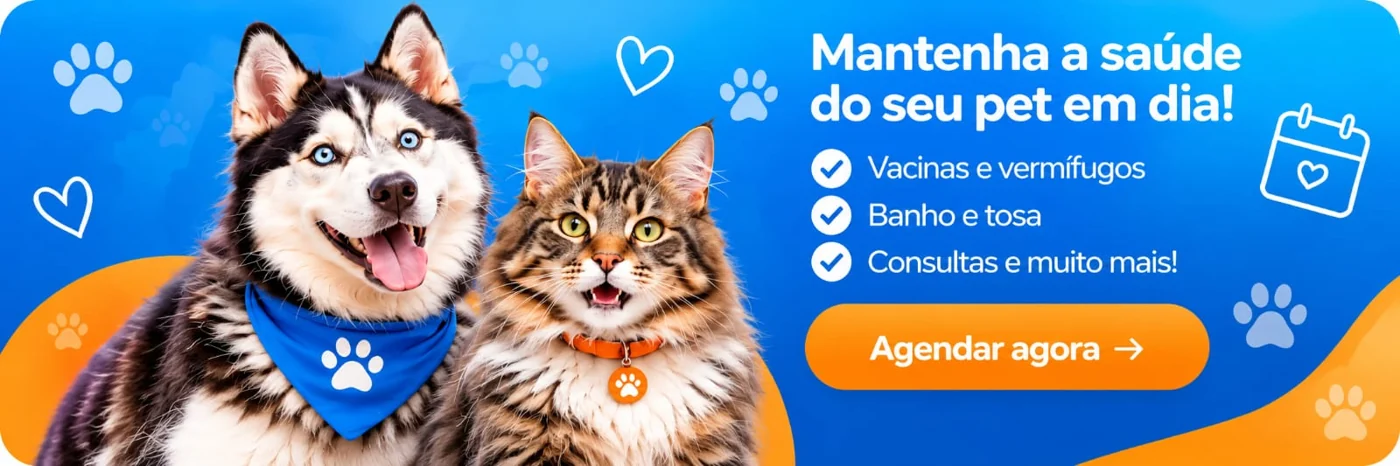 Mantenha a saúde
do seu pet em dia!
Vacinas e vermífugos
Banho e tosa
Consultas e muito mais!
Agendar agora →